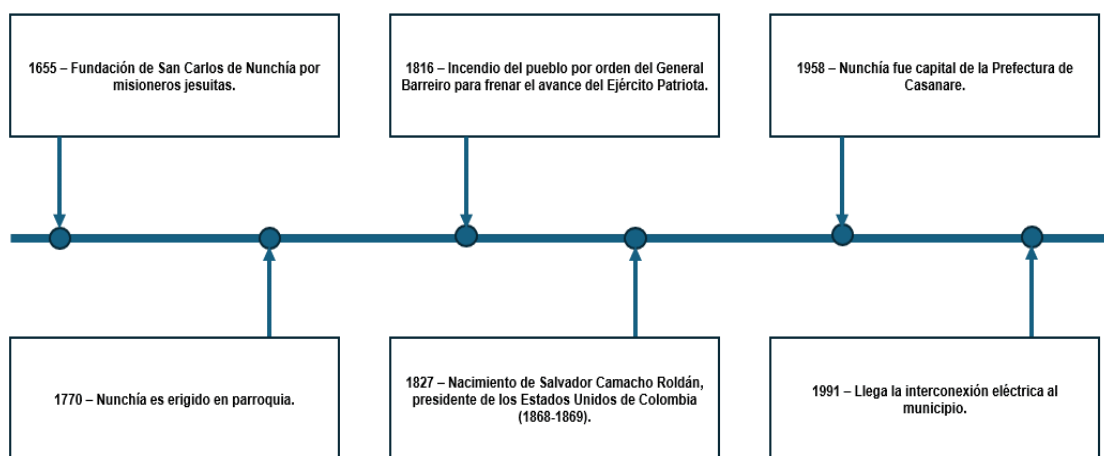 1655 – Fundación de San Carlos de Nunchía por
misioneros jesuitas.
1816 – Incendio del pueblo por orden del General
Barreiro para frenar el avance del Ejército Patriota.
1958 – Nunchía fue capital de la Prefectura de
Casanare.
1770 – Nunchía es erigido en parroquia.
1827 – Nacimiento de Salvador Camacho Roldán,
presidente de los Estados Unidos de Colombia
(1868-1869).
1991 – Llega la interconexión eléctrica al
municipio.